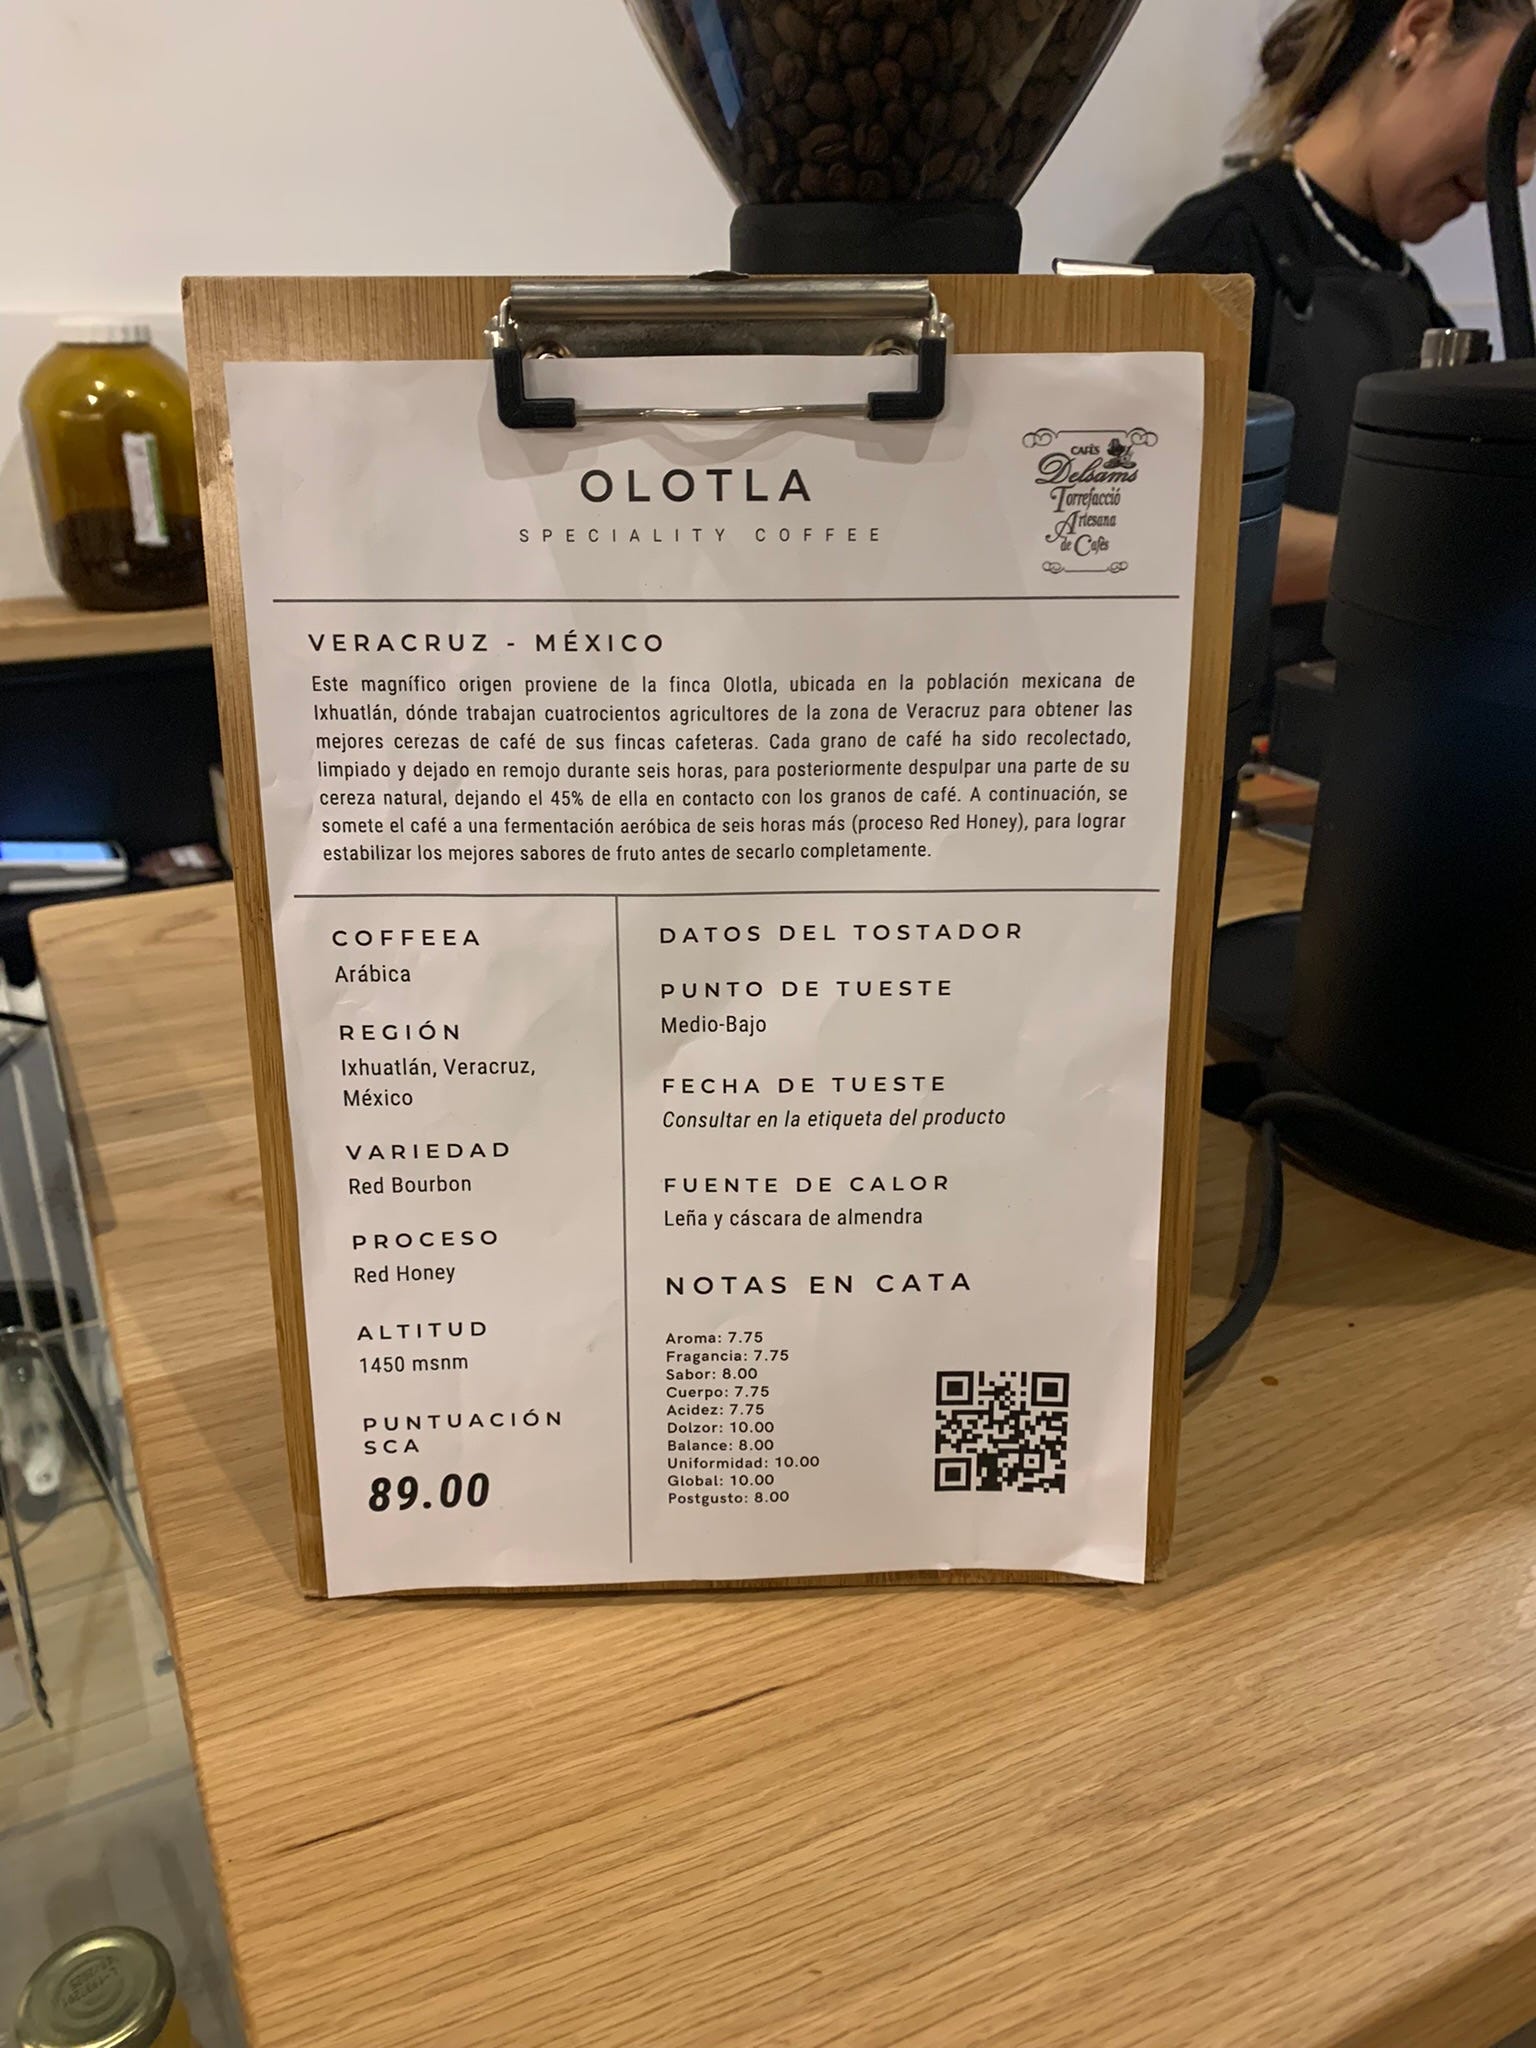 OLOTLA
SPECIALITY COFFEE
CAFÈS
Delsams
Torrefacció
Artesana
de Cafès
VERACRUZ - MÉXICO
Este magnífico origen proviene de la finca Olotla, ubicada en la población mexicana de
Ixhuatlán, dónde trabajan cuatrocientos agricultores de la zona de Veracruz para obtener las
mejores cerezas de café de sus fincas cafeteras. Cada grano de café ha sido recolectado,
limpiado y dejado en remojo durante seis horas, para posteriormente despulpar una parte de su
cereza natural, dejando el 45% de ella en contacto con los granos de café. A continuación, se
somete el café a una fermentación aeróbica de seis horas más (proceso Red Honey), para lograr
estabilizar los mejores sabores de fruto antes de secarlo completamente.
COFFEEA
Arábica
REGIÓN
Ixhuatlán, Veracruz,
México
VARIEDAD
Red Bourbon
PROCESO
Red Honey
ALTITUD
1450 msnm
PUNTUACIÓN
SCA
89.00
DATOS DEL TOSTADOR
PUNTO DE TUESTE
Medio-Bajo
FECHA DE TUESTE
Consultar en la etiqueta del producto
FUENTE DE CALOR
Leña y cáscara de almendra
NOTAS EN CATA
Aroma: 7.75
Fragancia: 7.75
Sabor: 8.00
Cuerpo: 7.75
Acidez: 7.75
Dolzor: 10.00
Balance: 8.00
Uniformidad: 10.00
Global: 10.00
Postgusto: 8.00